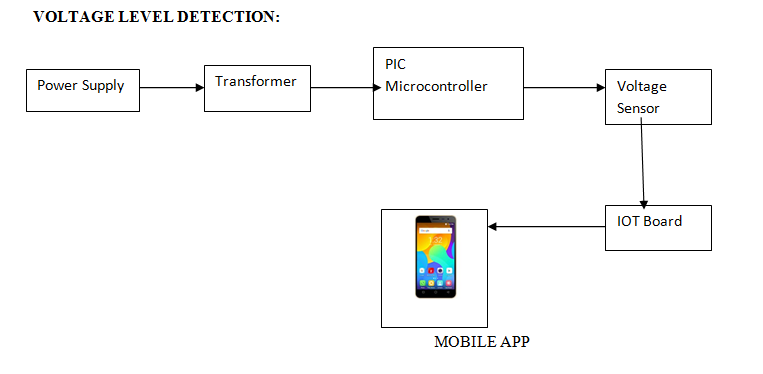 VOLTAGE LEVEL DETECTION:
Power Supply
Transformer
PIC
Microcontroller
Voltage
Sensor
IOT Board
MOBILE APP